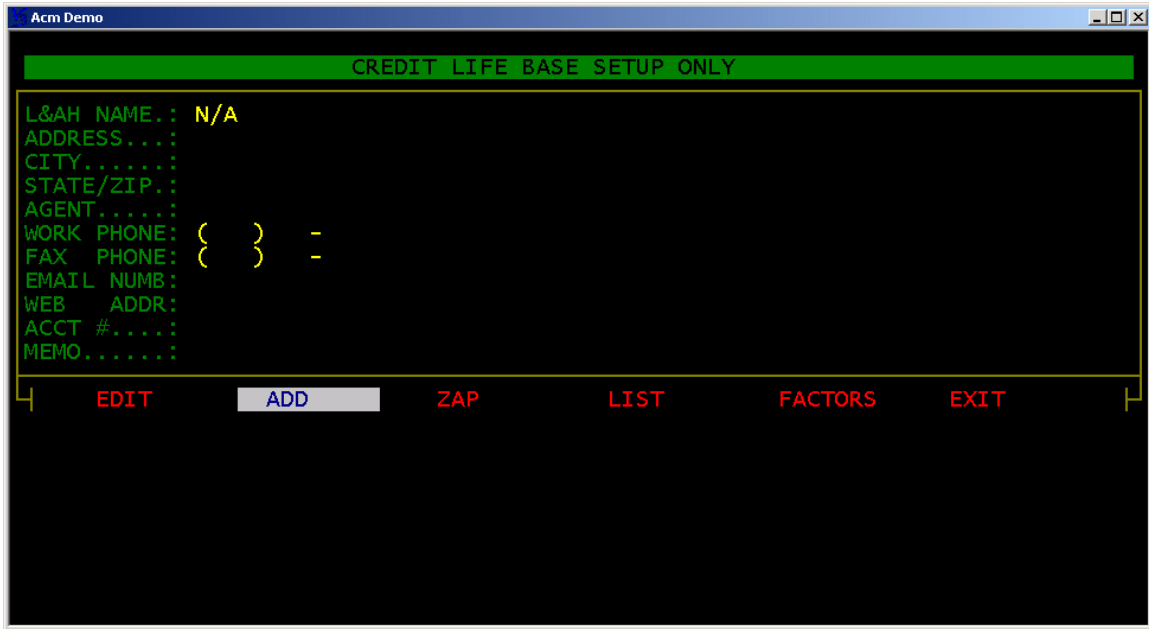 Acm Demo
CREDIT LIFE BASE SETUP ONLY
L&AH NAME.: N/A
ADDRESS...:
CITY......:
STATE/ZIP.:
AGENT.....:
WORK PHONE: (   )   -
FAX  PHONE: (   )   -
EMAIL NUMB:
WEB   ADDR:
ACCT #....:
MEMO......:
EDIT ADD ZAP LIST FACTORS EXIT